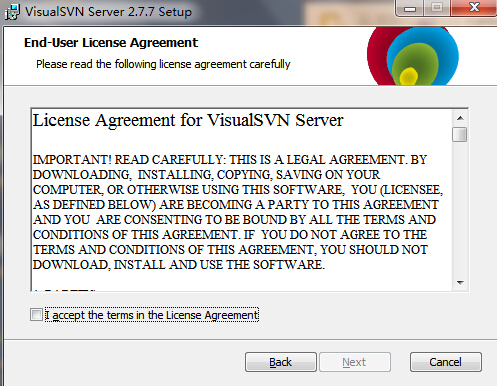 VisualSVN Server 2.7.7 Setup
End-User License Agreement
Please read the following license agreement carefully
License Agreement for VisualSVN Server
IMPORTANT! READ CAREFULLY: THIS IS A LEGAL AGREEMENT. BY
DOWNLOADING, INSTALLING, COPYING, SAVING ON YOUR
COMPUTER, OR OTHERWISE USING THIS SOFTWARE, YOU (LICENSEE,
AS DEFINED BELOW) ARE BECOMING A PARTY TO THIS AGREEMENT
AND YOU ARE CONSENTING TO BE BOUND BY ALL THE TERMS AND
CONDITIONS OF THIS AGREEMENT. IF YOU DO NOT AGREE TO THE
TERMS AND CONDITIONS OF THIS AGREEMENT, YOU SHOULD NOT
DOWNLOAD, INSTALL AND USE THE SOFTWARE.
I accept the terms in the License Agreement
Back Next Cancel